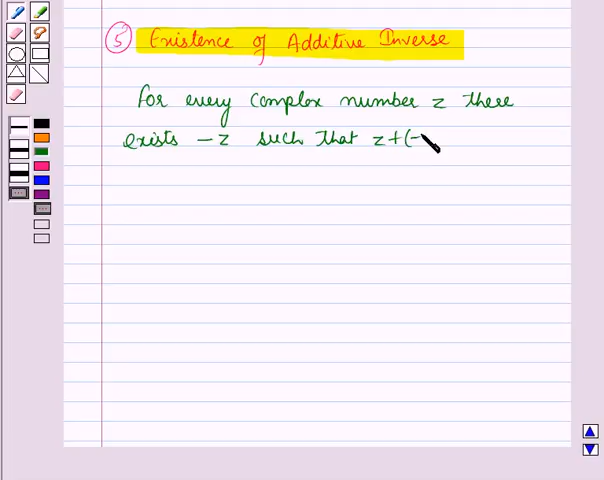 5 Existence of Additive Inverse
For every complex number z there
exists -z such that z+(-